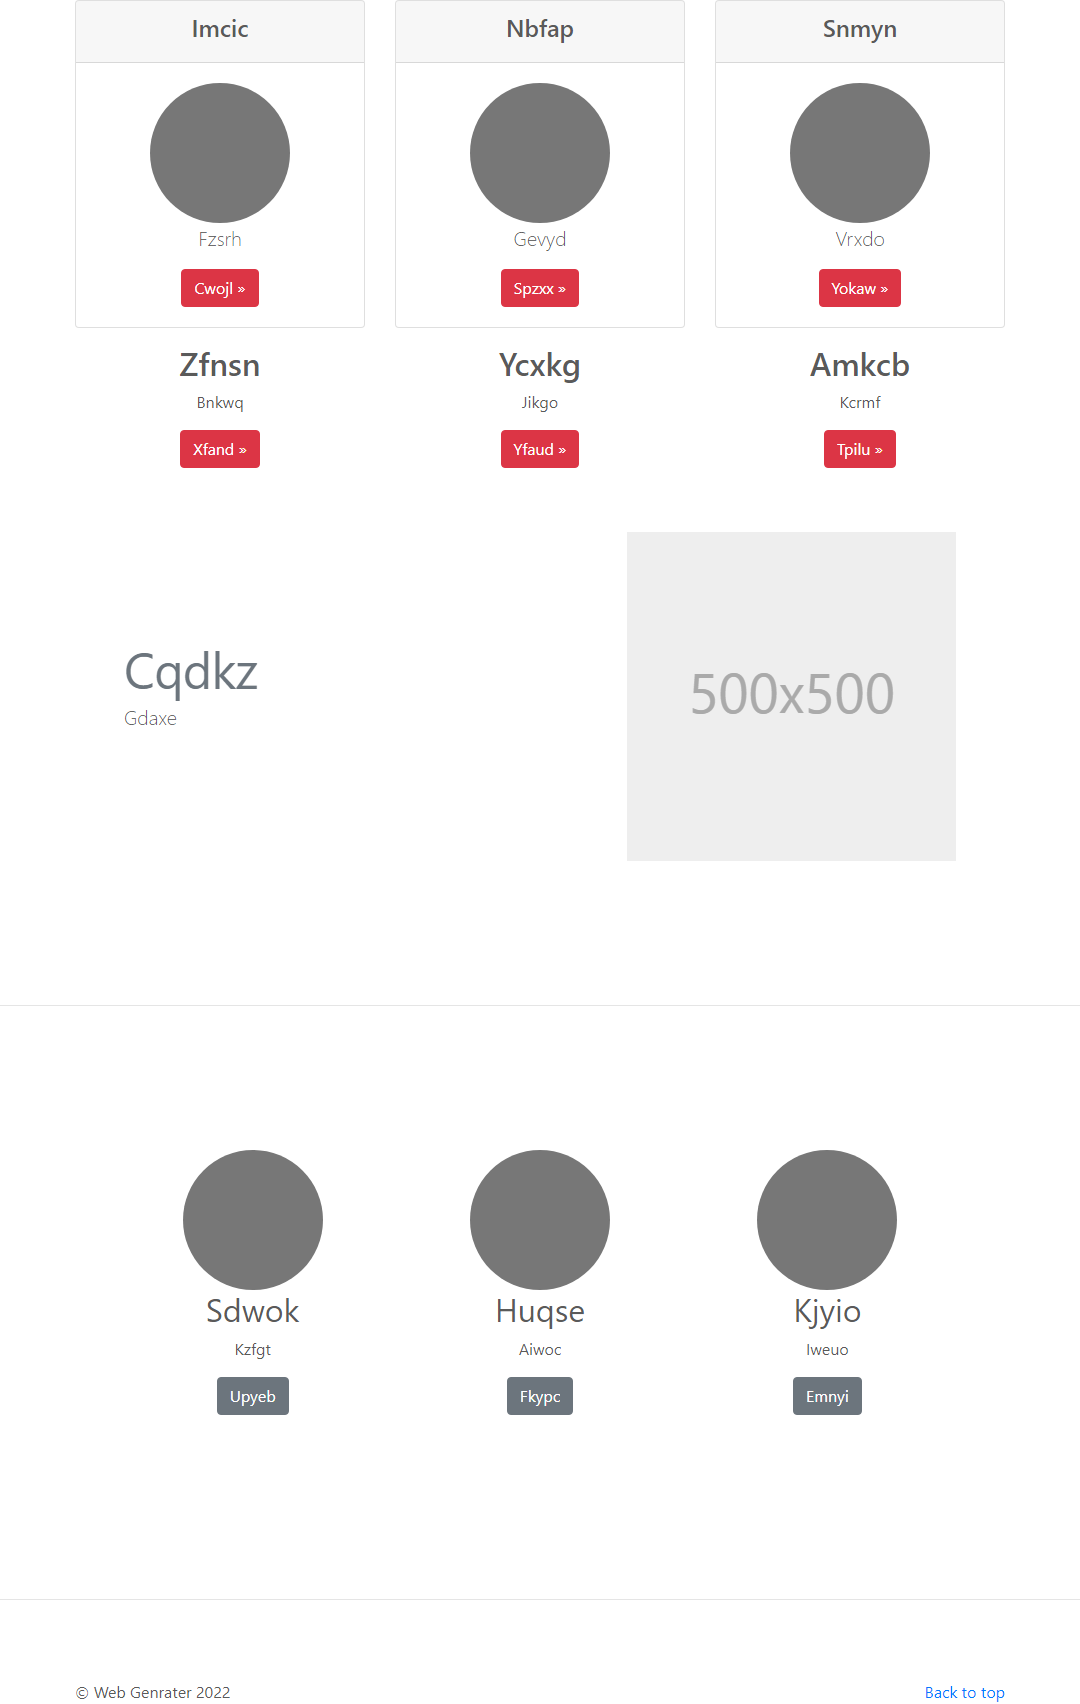 Imcic
Nbfap
Snmyn
Fzsrh
Gevyd
Vrxdo
Cwojl »
Spzxx »
Yokaw »
Zfnsn
Ycxkg
Amkcb
Bnkwq
Jikgo
Kcrmf
Xfand »
Yfaud »
Tpilu »
Cqdkz
Gdaxe
500x500
Sdwok
Huqse
Kjyio
Kzfgt
Aiwoc
Iweuo
Upyeb
Fkypc
Emnyi
© Web Genrater 2022
Back to top